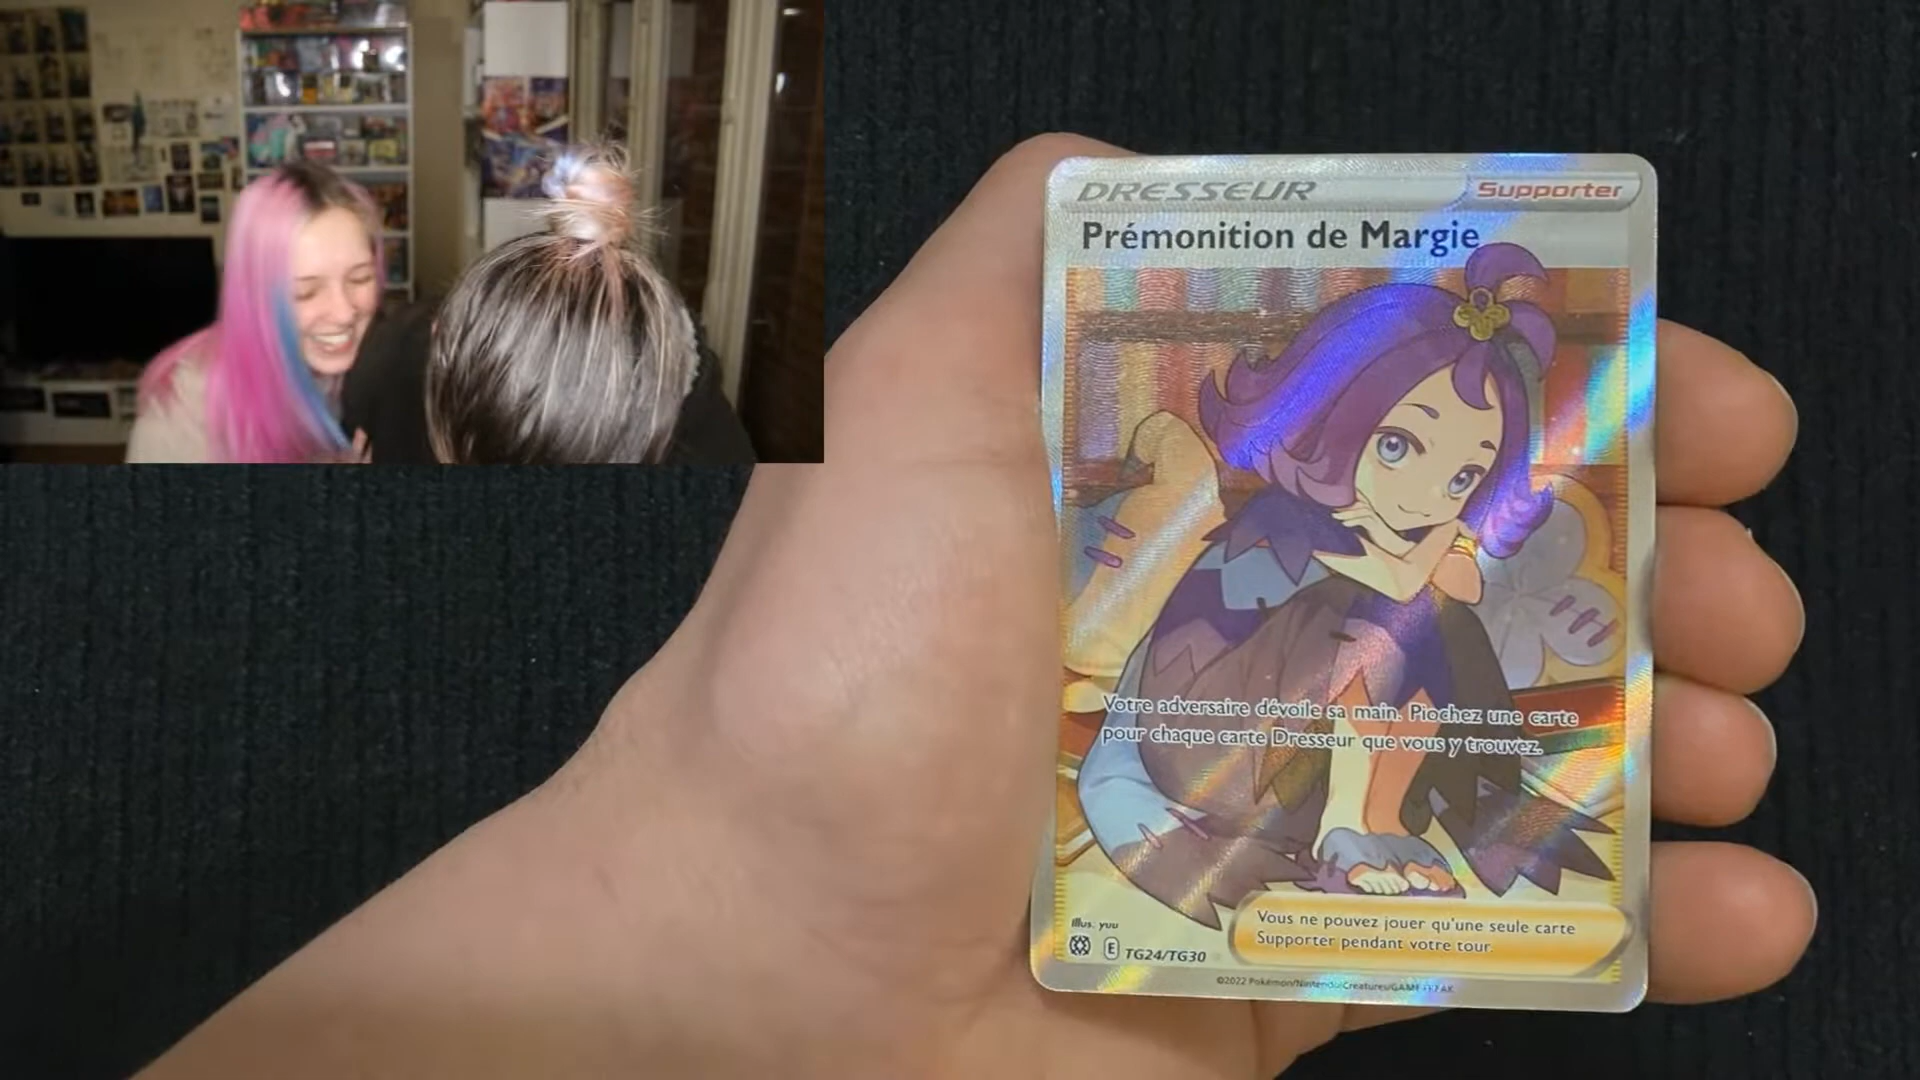 DRESSEUR Supporter
Prémonition de Margie
Votre adversaire dévoile sa main. Piochez une carte
pour chaque carte Dresseur que vous y trouvez.
Illus. yuu
E TG24/TG30
Vous ne pouvez jouer qu'une seule carte
Supporter pendant votre tour.
©2022 Pokémon/Nintendo/Creatures/GAME FREAK